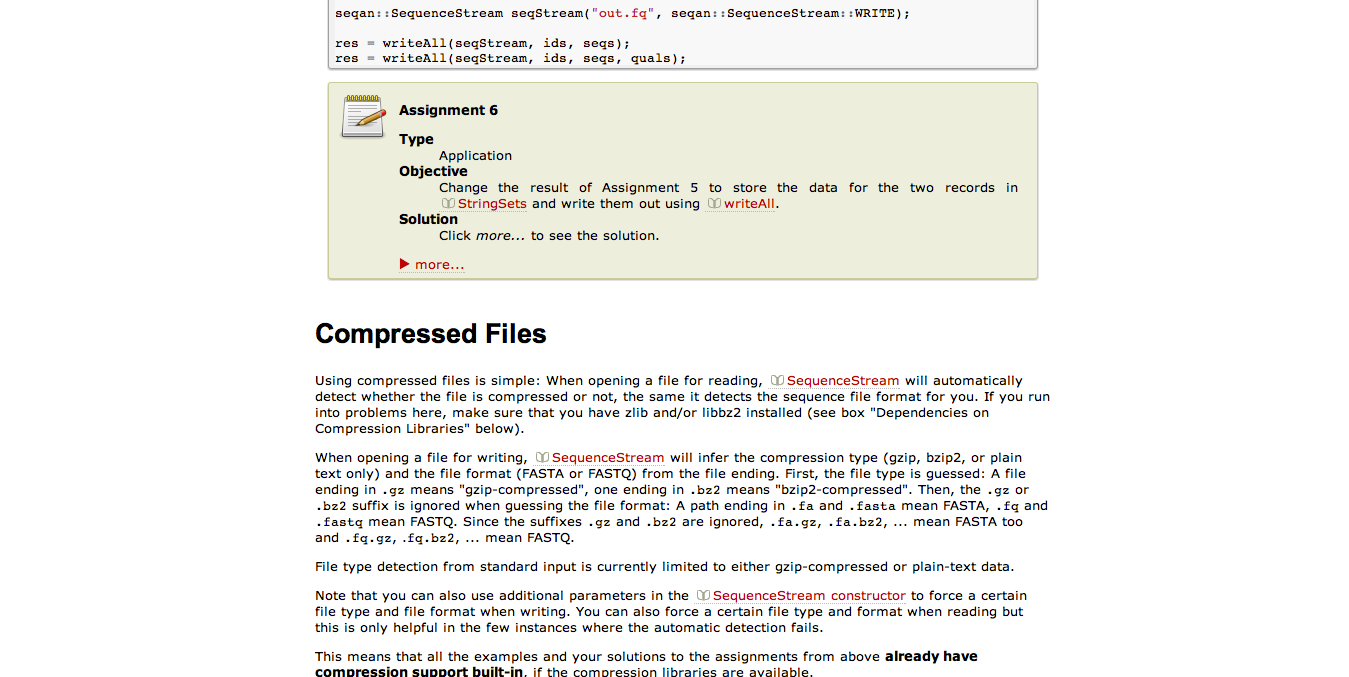 seqan::SequenceStream seqStream("out.fq", seqan::SequenceStream::WRITE);
res = writeAll(seqStream, ids, seqs);
res = writeAll(seqStream, ids, seqs, quals);
Assignment 6
Type
Application
Objective
Change the result of Assignment 5 to store the data for the two records in
StringSets and write them out using writeAll.
Solution
Click more... to see the solution.
more...
Compressed Files
Using compressed files is simple: When opening a file for reading, SequenceStream will automatically
detect whether the file is compressed or not, the same it detects the sequence file format for you. If you run
into problems here, make sure that you have zlib and/or libbz2 installed (see box "Dependencies on
Compression Libraries" below).
When opening a file for writing, SequenceStream will infer the compression type (gzip, bzip2, or plain
text only) and the file format (FASTA or FASTQ) from the file ending. First, the file type is guessed: A file
ending in .gz means "gzip-compressed", one ending in .bz2 means "bzip2-compressed". Then, the .gz or
.bz2 suffix is ignored when guessing the file format: A path ending in .fa and .fasta mean FASTA, .fq and
.fastq mean FASTQ. Since the suffixes .gz and .bz2 are ignored, .fa.gz, .fa.bz2, ... mean FASTA too
and .fq.gz, .fq.bz2, ... mean FASTQ.
File type detection from standard input is currently limited to either gzip-compressed or plain-text data.
Note that you can also use additional parameters in the SequenceStream constructor to force a certain
file type and file format when writing. You can also force a certain file type and format when reading but
this is only helpful in the few instances where the automatic detection fails.
This means that all the examples and your solutions to the assignments from above already have
compression support built-in, if the compression libraries are available.